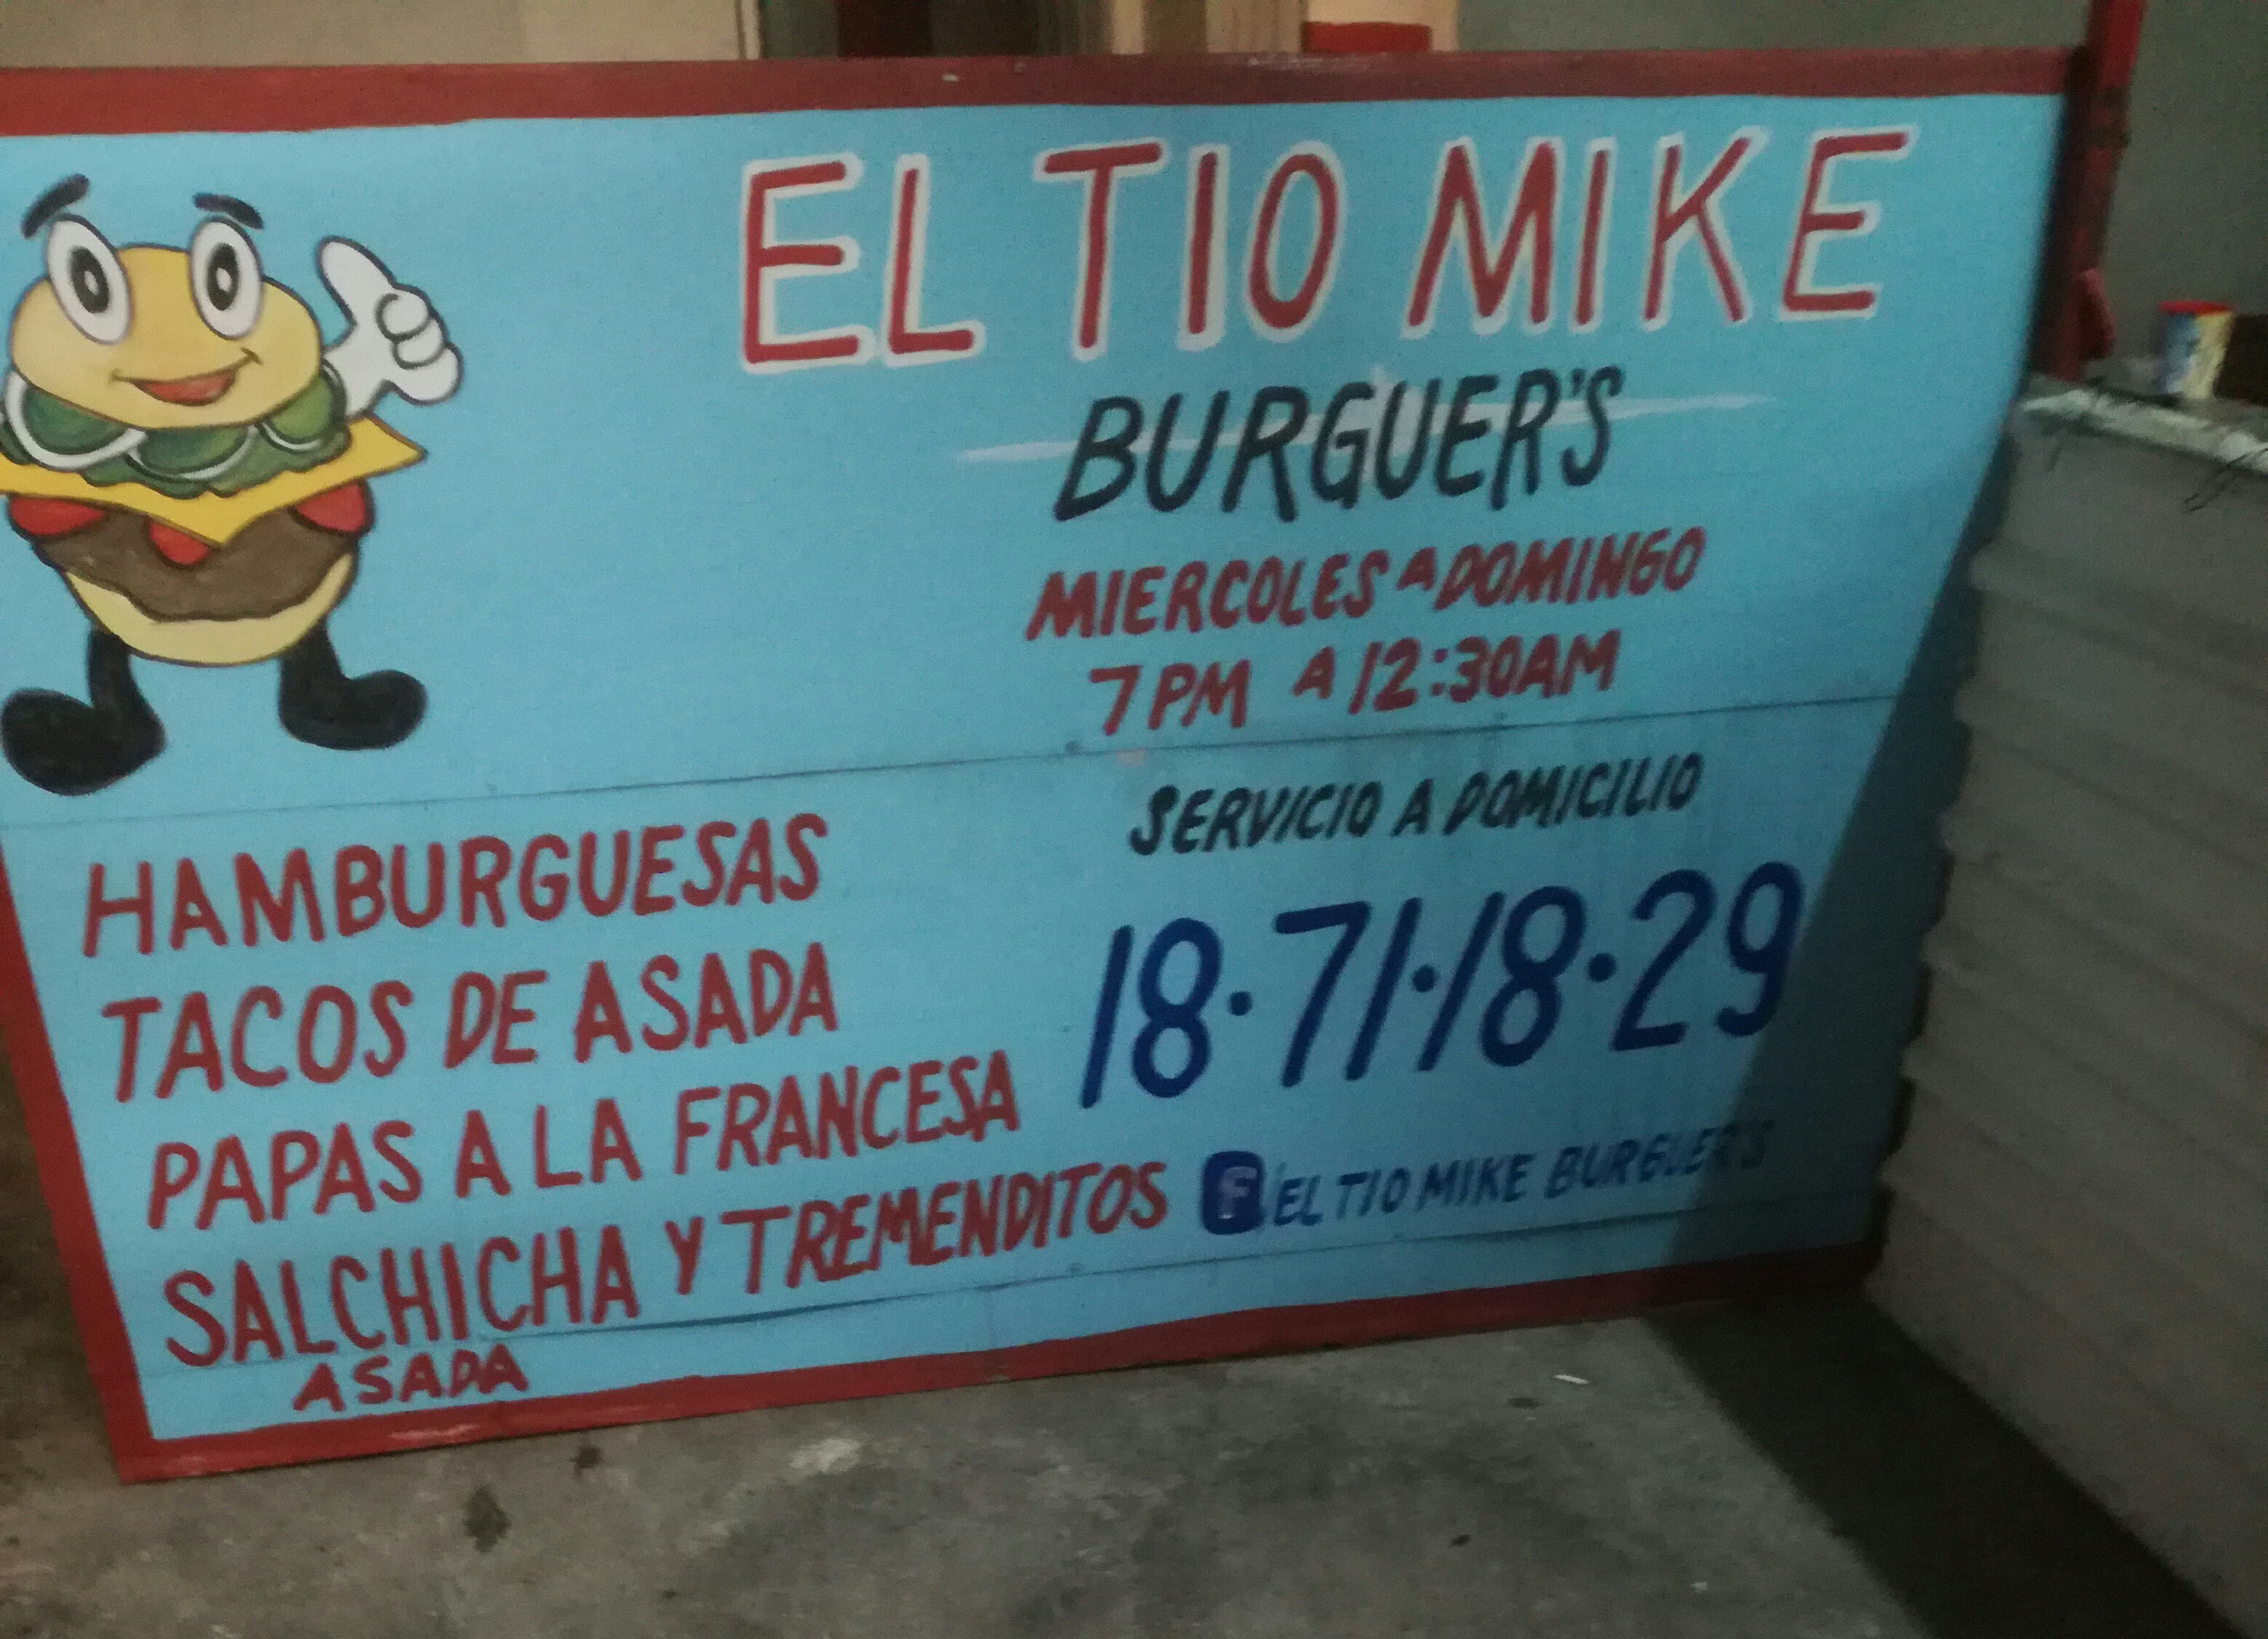 EL TIO MIKE
BURGUER'S
MIERCOLES A DOMINGO
7 PM A 12:30AM
HAMBURGUESAS
TACOS DE ASADA
PAPAS A LA FRANCESA
SALCHICHA Y TREMENDITOS
ASADA
SERVICIO A DOMICILIO
18·71·18·29
f EL TIO MIKE BURGUER'S